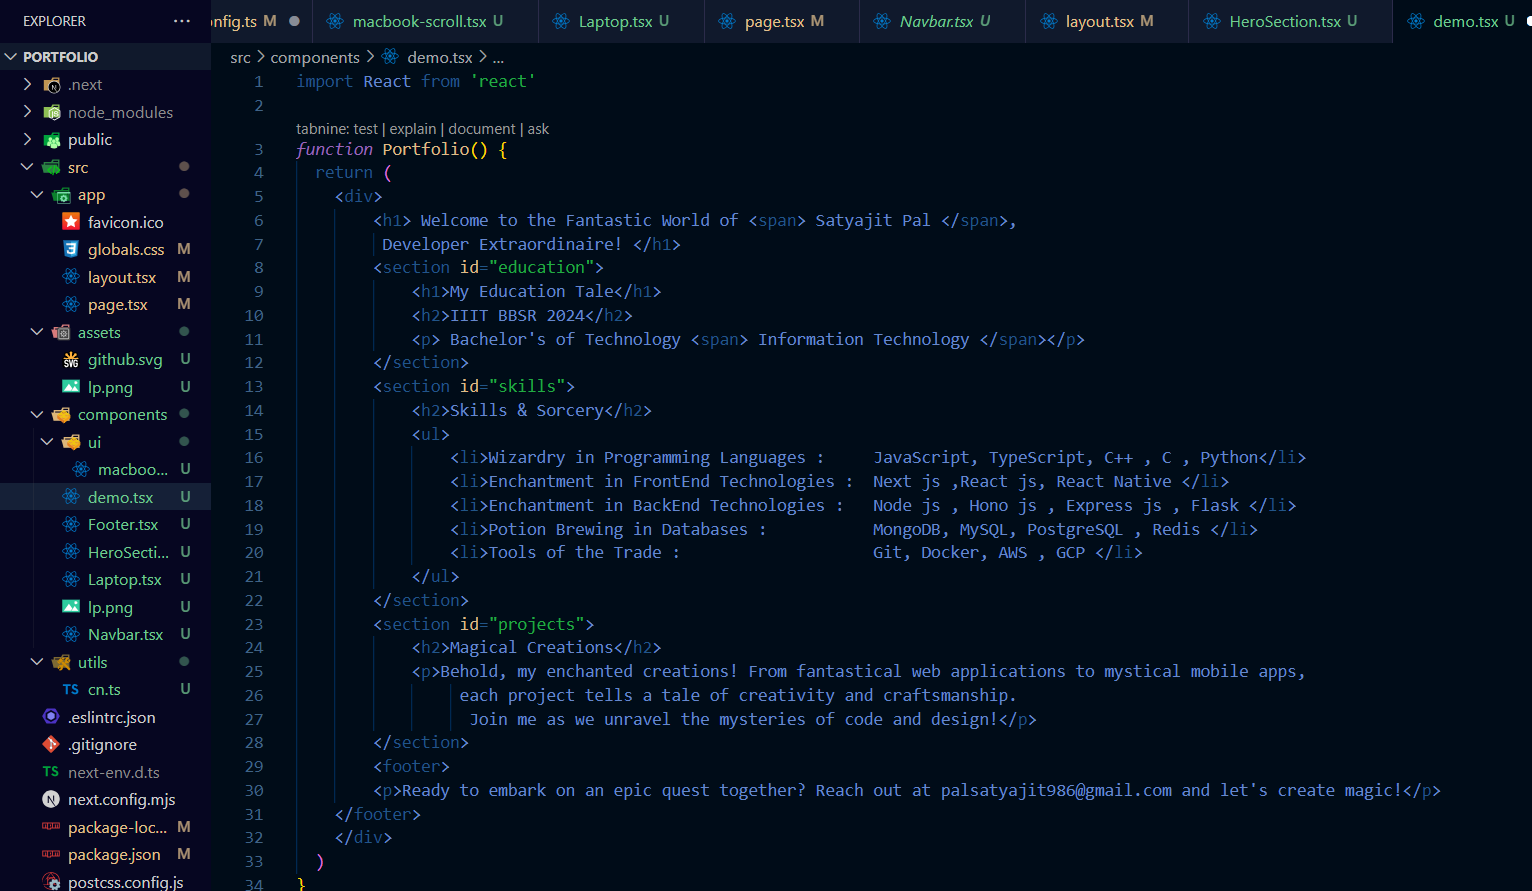 EXPLORER ...
PORTFOLIO
.next
node_modules
public
src
app
favicon.ico
globals.css M
layout.tsx M
page.tsx M
assets
github.svg U
lp.png U
components
ui
macboo... U
demo.tsx U
Footer.tsx U
HeroSecti... U
Laptop.tsx U
lp.png U
Navbar.tsx U
utils
TS cn.ts U
.eslintrc.json
.gitignore
TS next-env.d.ts
next.config.mjs
package-loc... M
package.json M
postcss.config.js
onfig.ts M macbook-scroll.tsx U Laptop.tsx U page.tsx M Navbar.tsx U layout.tsx M HeroSection.tsx U demo.tsx U
src > components > demo.tsx > ...
1 import React from 'react'
2
tabnine: test | explain | document | ask
3 function Portfolio() {
4 return (
5 <div>
6 <h1> Welcome to the Fantastic World of <span> Satyajit Pal </span>,
7 Developer Extraordinaire! </h1>
8 <section id="education">
9 <h1>My Education Tale</h1>
10 <h2>IIIT BBSR 2024</h2>
11 <p> Bachelor's of Technology <span> Information Technology </span></p>
12 </section>
13 <section id="skills">
14 <h2>Skills & Sorcery</h2>
15 <ul>
16 <li>Wizardry in Programming Languages : JavaScript, TypeScript, C++ , C , Python</li>
17 <li>Enchantment in FrontEnd Technologies : Next js ,React js, React Native </li>
18 <li>Enchantment in BackEnd Technologies : Node js , Hono js , Express js , Flask </li>
19 <li>Potion Brewing in Databases : MongoDB, MySQL, PostgreSQL , Redis </li>
20 <li>Tools of the Trade : Git, Docker, AWS , GCP </li>
21 </ul>
22 </section>
23 <section id="projects">
24 <h2>Magical Creations</h2>
25 <p>Behold, my enchanted creations! From fantastical web applications to mystical mobile apps,
26 each project tells a tale of creativity and craftsmanship.
27 Join me as we unravel the mysteries of code and design!</p>
28 </section>
29 <footer>
30 <p>Ready to embark on an epic quest together? Reach out at palsatyajit986@gmail.com and let's create magic!</p>
31 </footer>
32 </div>
33 )
34 }